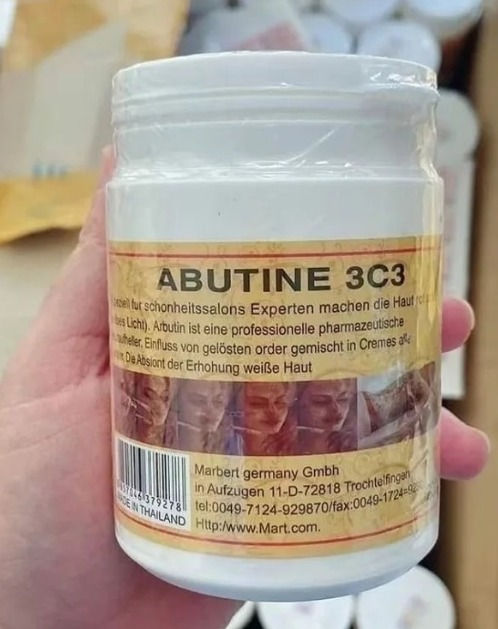 ABUTINE 3C3
fur schonheitssalons Experten machen die Haut
Licht). Arbutin ist eine professionelle pharmazeutische
Einfluss von gelösten order gemischt in Cremes
Die Absiont der Erhohung weiße Haut
Marbert germany Gmbh
in Aufzugen 11-D-72818 Trochtelfingen
tel:0049-7124-929870/fax:0049-1724-
Http:/www.Mart.com.
MADE IN THAILAND